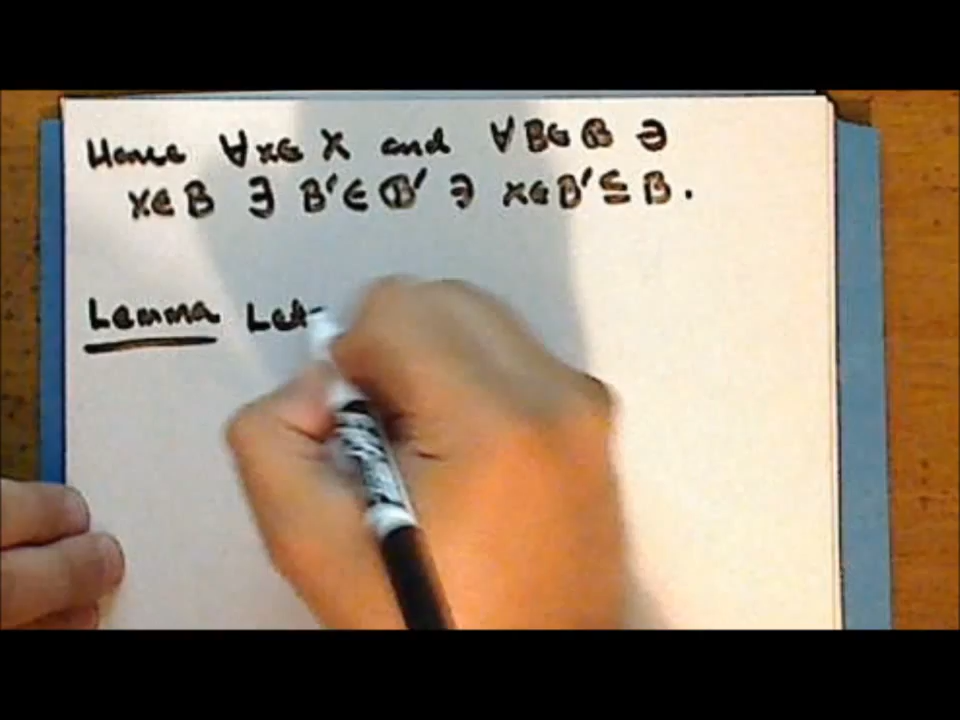 Hence ∀x∈ X and ∀B∈ 𝔹 ∋
x∈ B ∃ B'∈ 𝔹' ∋ x∈B'⊆ B.
Lemma Let